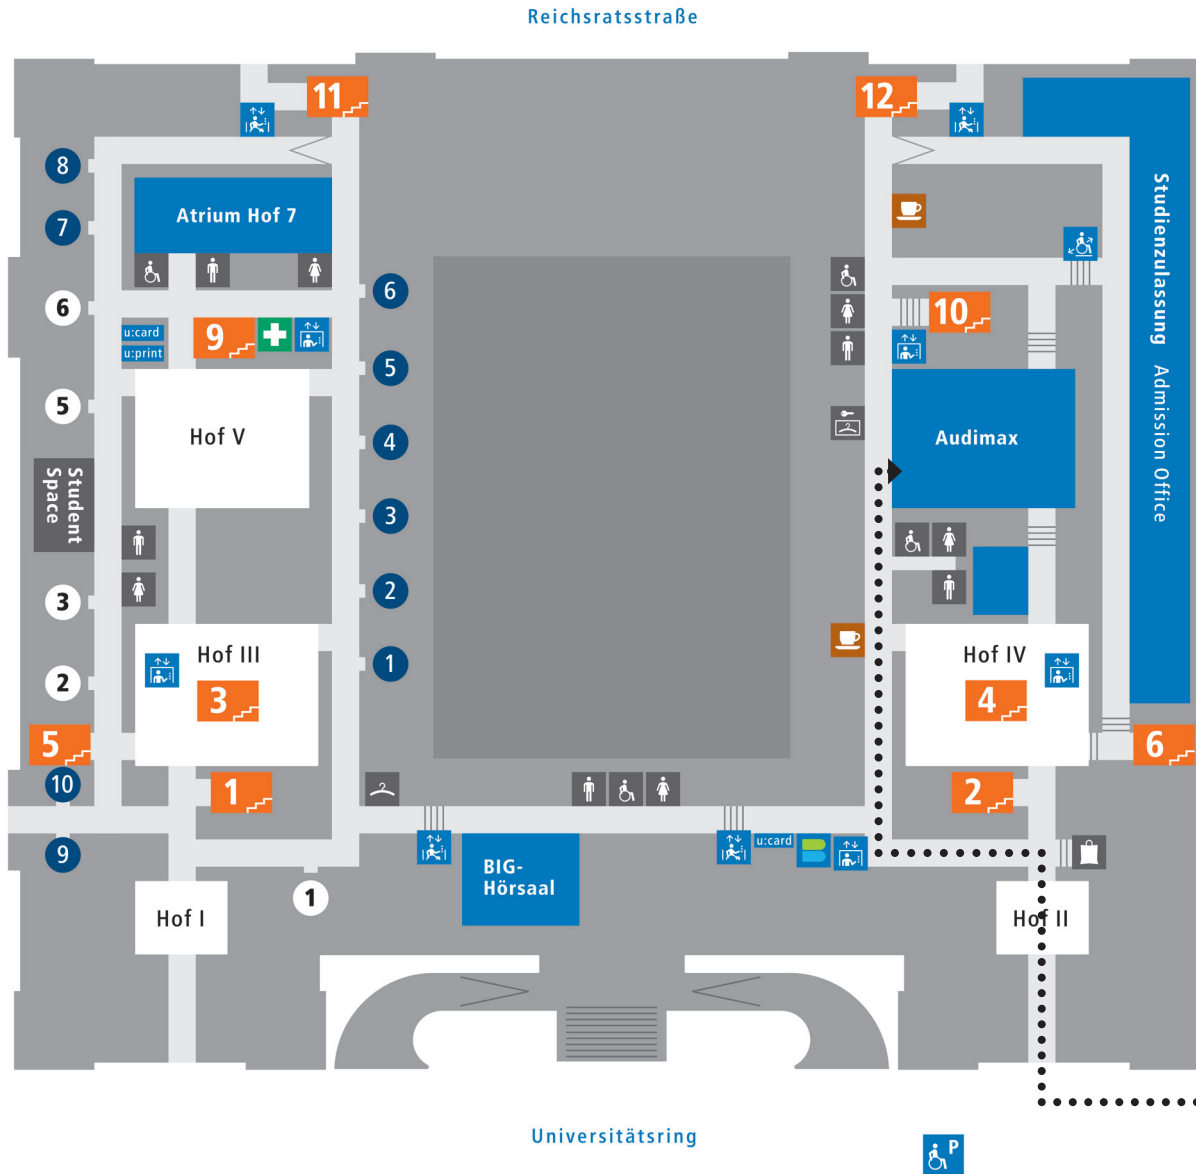 Reichsratsstraße
11
12
8
Atrium Hof 7
7
6
6
u:card
u:print
9
10
5
5
Hof V
4
Student
Space
3
3
2
2
1
Audimax
Studienzulassung Admission Office
Hof III
3
Hof IV
4
5
6
10
1
2
9
u:card
BIG-
Hörsaal
1
Hof I
Hof II
Universitätsring
P